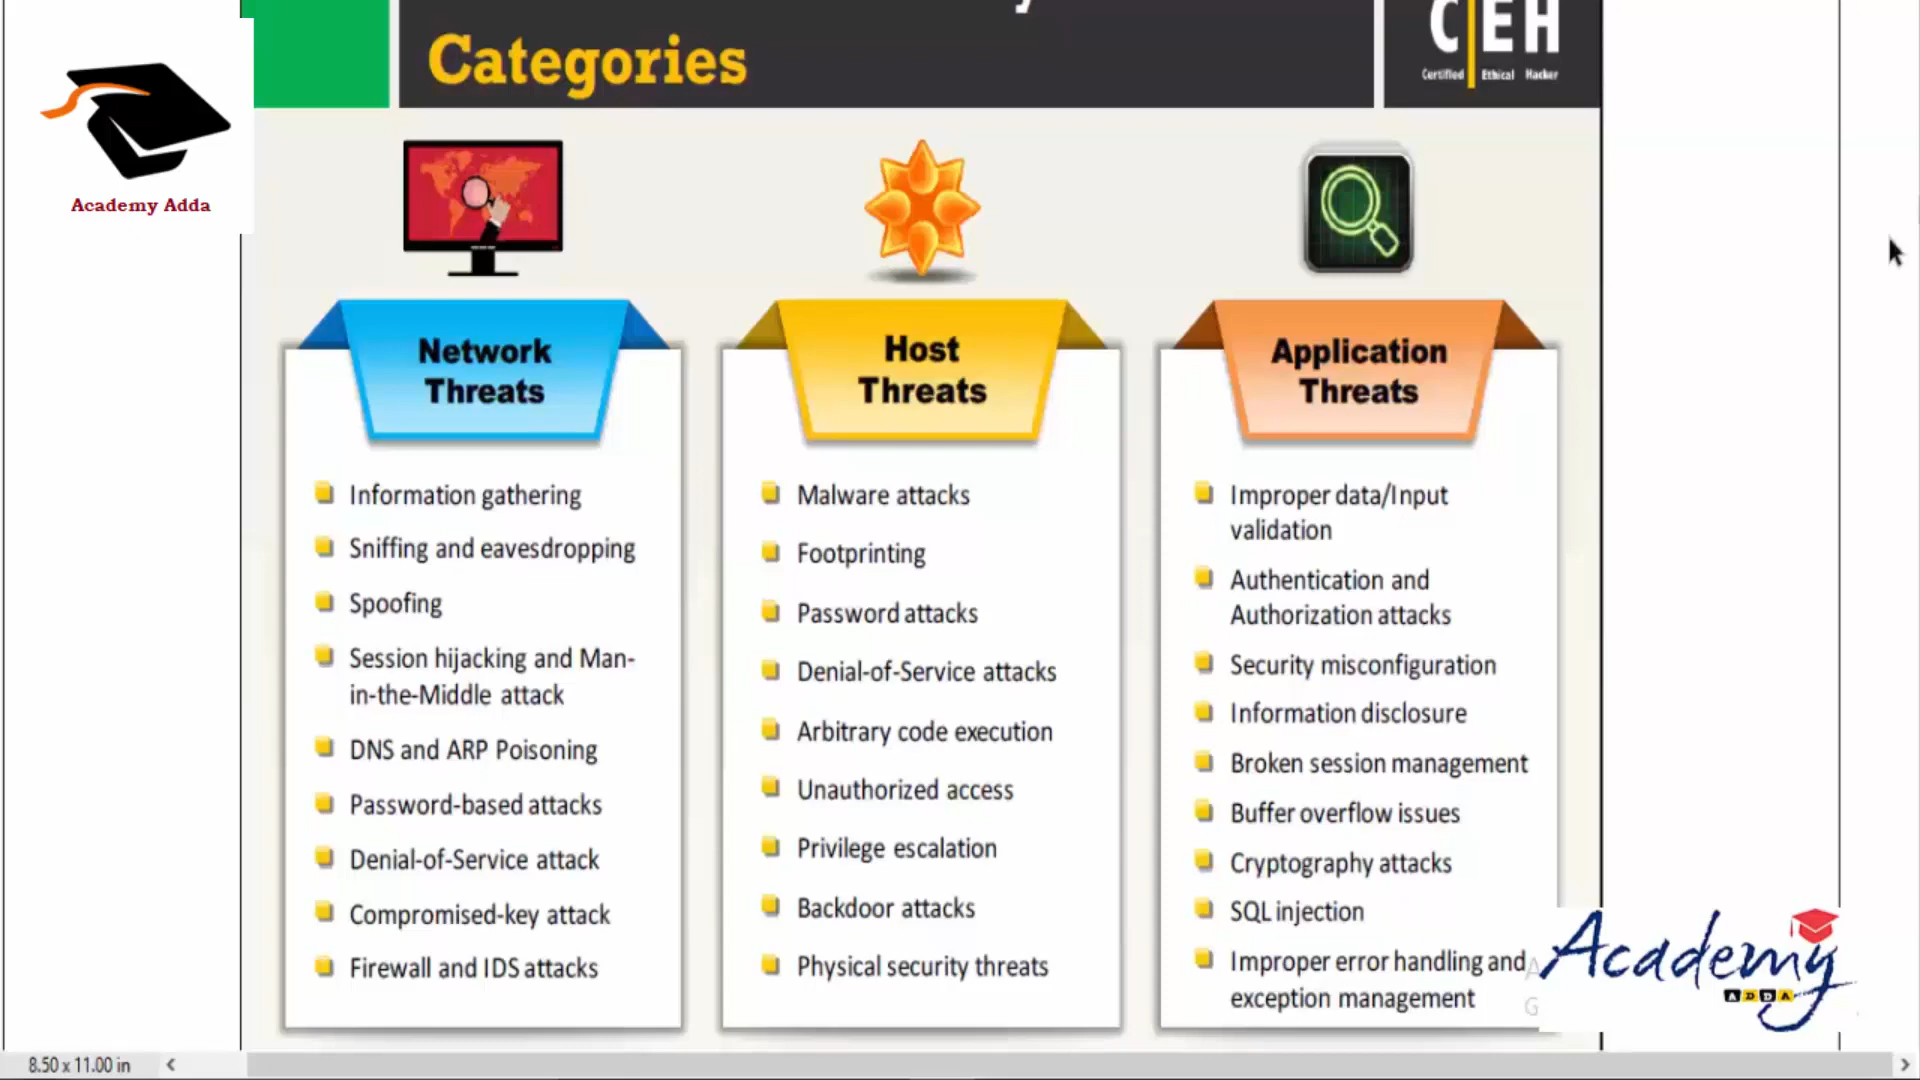 Categories
C|EH
Certified Ethical Hacker
Academy Adda
Network
Threats
Host
Threats
Application
Threats
Information gathering
Sniffing and eavesdropping
Spoofing
Session hijacking and Man-
in-the-Middle attack
DNS and ARP Poisoning
Password-based attacks
Denial-of-Service attack
Compromised-key attack
Firewall and IDS attacks
Malware attacks
Footprinting
Password attacks
Denial-of-Service attacks
Arbitrary code execution
Unauthorized access
Privilege escalation
Backdoor attacks
Physical security threats
Improper data/Input
validation
Authentication and
Authorization attacks
Security misconfiguration
Information disclosure
Broken session management
Buffer overflow issues
Cryptography attacks
SQL injection
Improper error handling and
exception management
Academy
ADDA
8.50 x 11.00 in